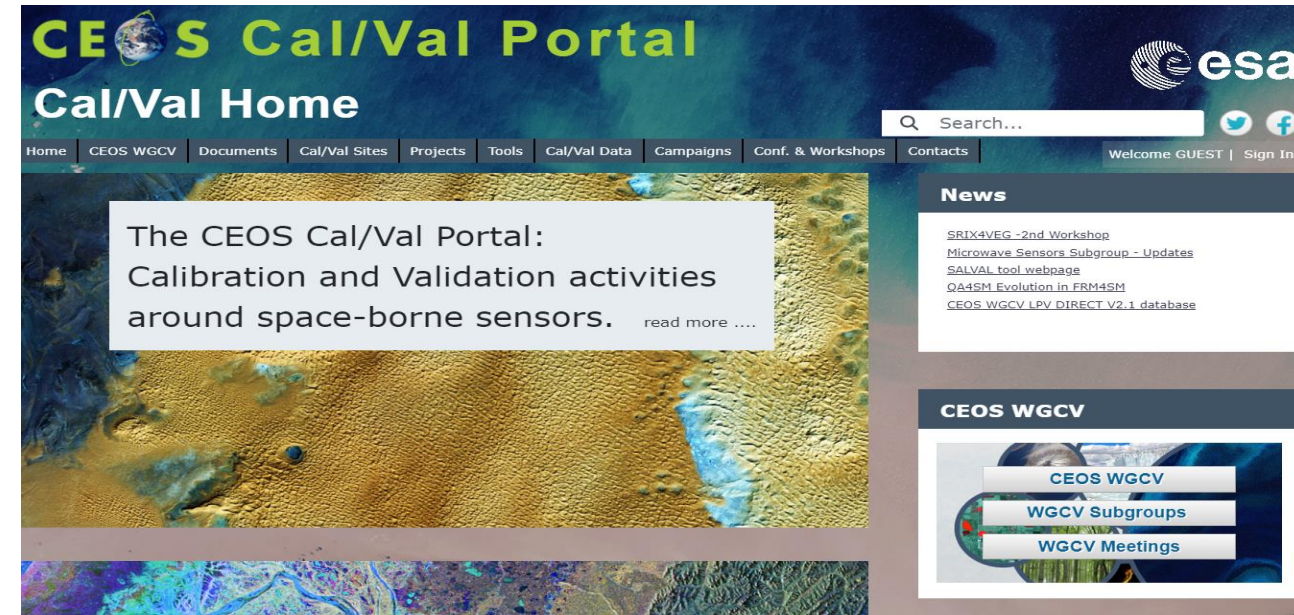 CEOS Cal/Val Portal
esa
Cal/Val Home
Search...
Home CEOS WGCV Documents Cal/Val Sites Projects Tools Cal/Val Data Campaigns Conf. & Workshops Contacts
Welcome GUEST | Sign In
The CEOS Cal/Val Portal:
Calibration and Validation activities
around space-borne sensors. read more ....
News
SRIX4VEG -2nd Workshop
Microwave Sensors Subgroup - Updates
SALVAL tool webpage
QA4SM Evolution in FRM4SM
CEOS WGCV LPV DIRECT V2.1 database
CEOS WGCV
CEOS WGCV
WGCV Subgroups
WGCV Meetings